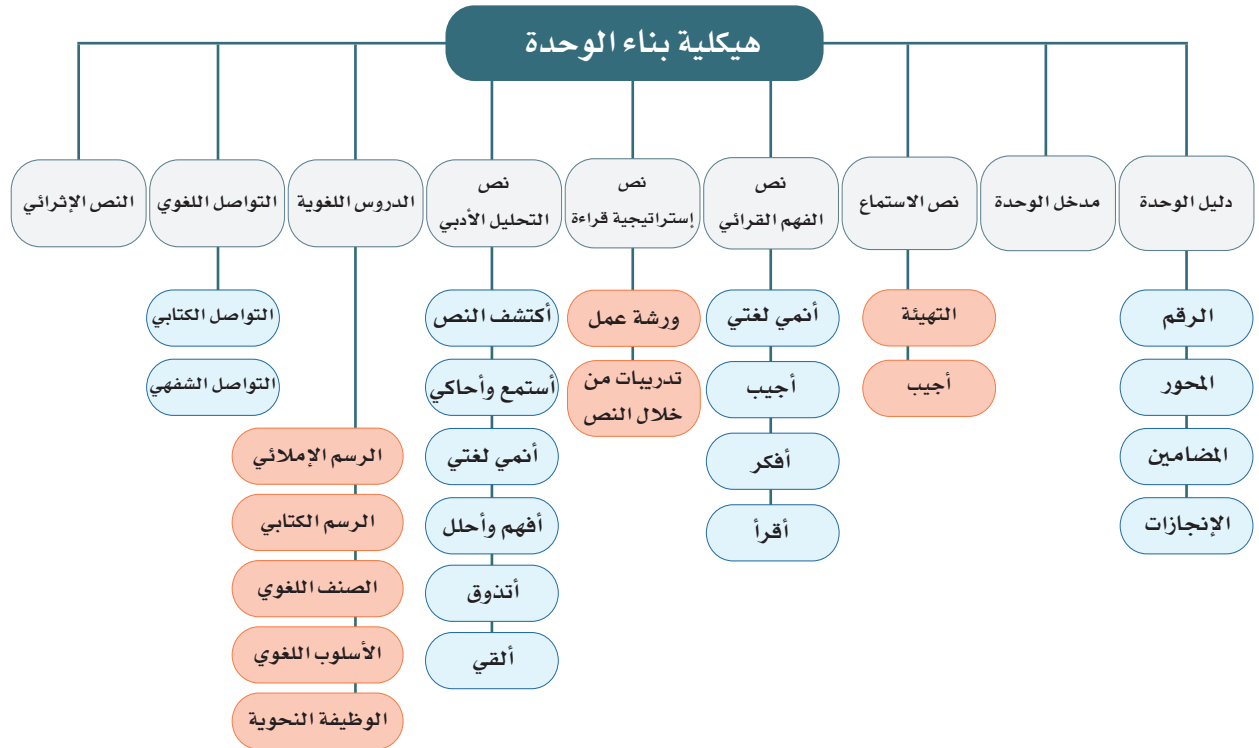 هيكلية بناء الوحدة
دليل الوحدة
مدخل الوحدة
نص الاستماع
نص
الفهم القرائي
نص
إستراتيجية قراءة
نص
التحليل الأدبي
الدروس اللغوية
التواصل اللغوي
النص الإثرائي
الرقم
المحور
المضامين
الإنجازات
التهيئة
أجيب
أنمي لغتي
أجيب
أفكر
أقرأ
ورشة عمل
تدريبات من
خلال النص
أكتشف النص
أستمع وأحاكي
أنمي لغتي
أفهم وأحلل
أتذوق
ألقي
الرسم الإملائي
الرسم الكتابي
الصنف اللغوي
الأسلوب اللغوي
الوظيفة النحوية
التواصل الكتابي
التواصل الشفهي